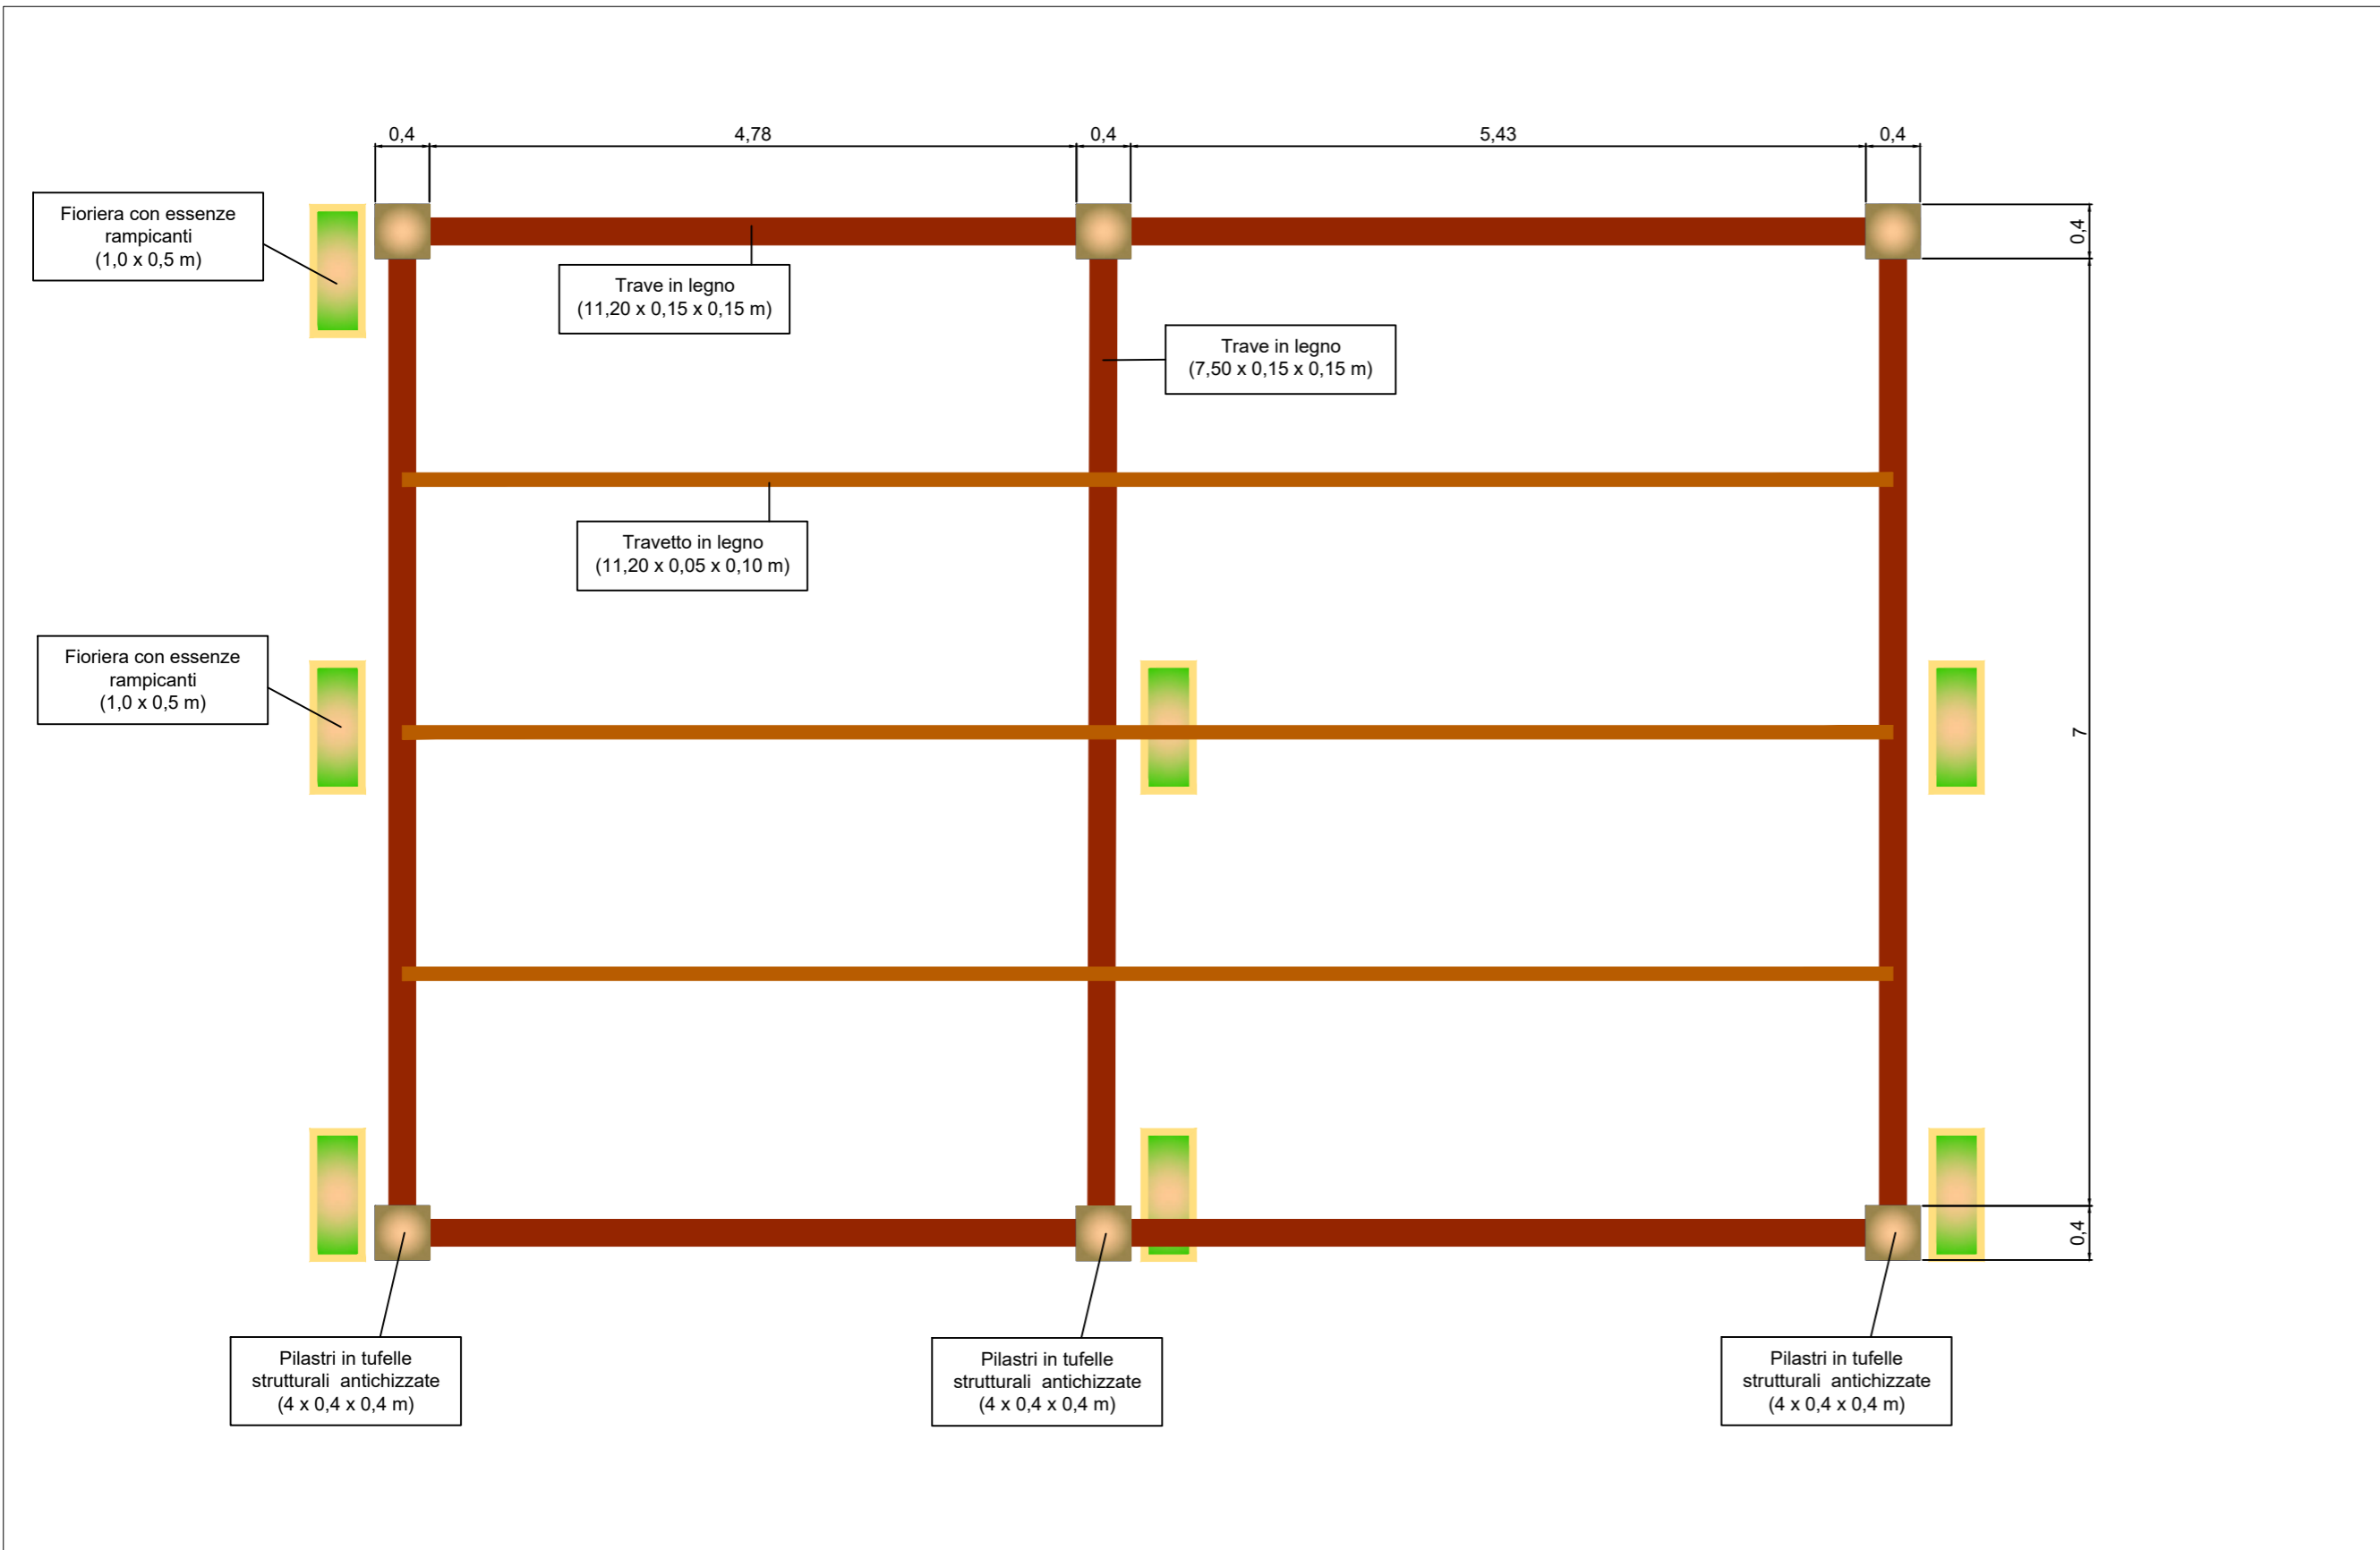 0,4
4,78
0,4
5,43
0,4
Fioriera con essenze
rampicanti
(1,0 x 0,5 m)
0,4
Trave in legno
(11,20 x 0,15 x 0,15 m)
Trave in legno
(7,50 x 0,15 x 0,15 m)
Travetto in legno
(11,20 x 0,05 x 0,10 m)
Fioriera con essenze
rampicanti
(1,0 x 0,5 m)
7
0,4
Pilastri in tufelle
strutturali antichizzate
(4 x 0,4 x 0,4 m)
Pilastri in tufelle
strutturali antichizzate
(4 x 0,4 x 0,4 m)
Pilastri in tufelle
strutturali antichizzate
(4 x 0,4 x 0,4 m)